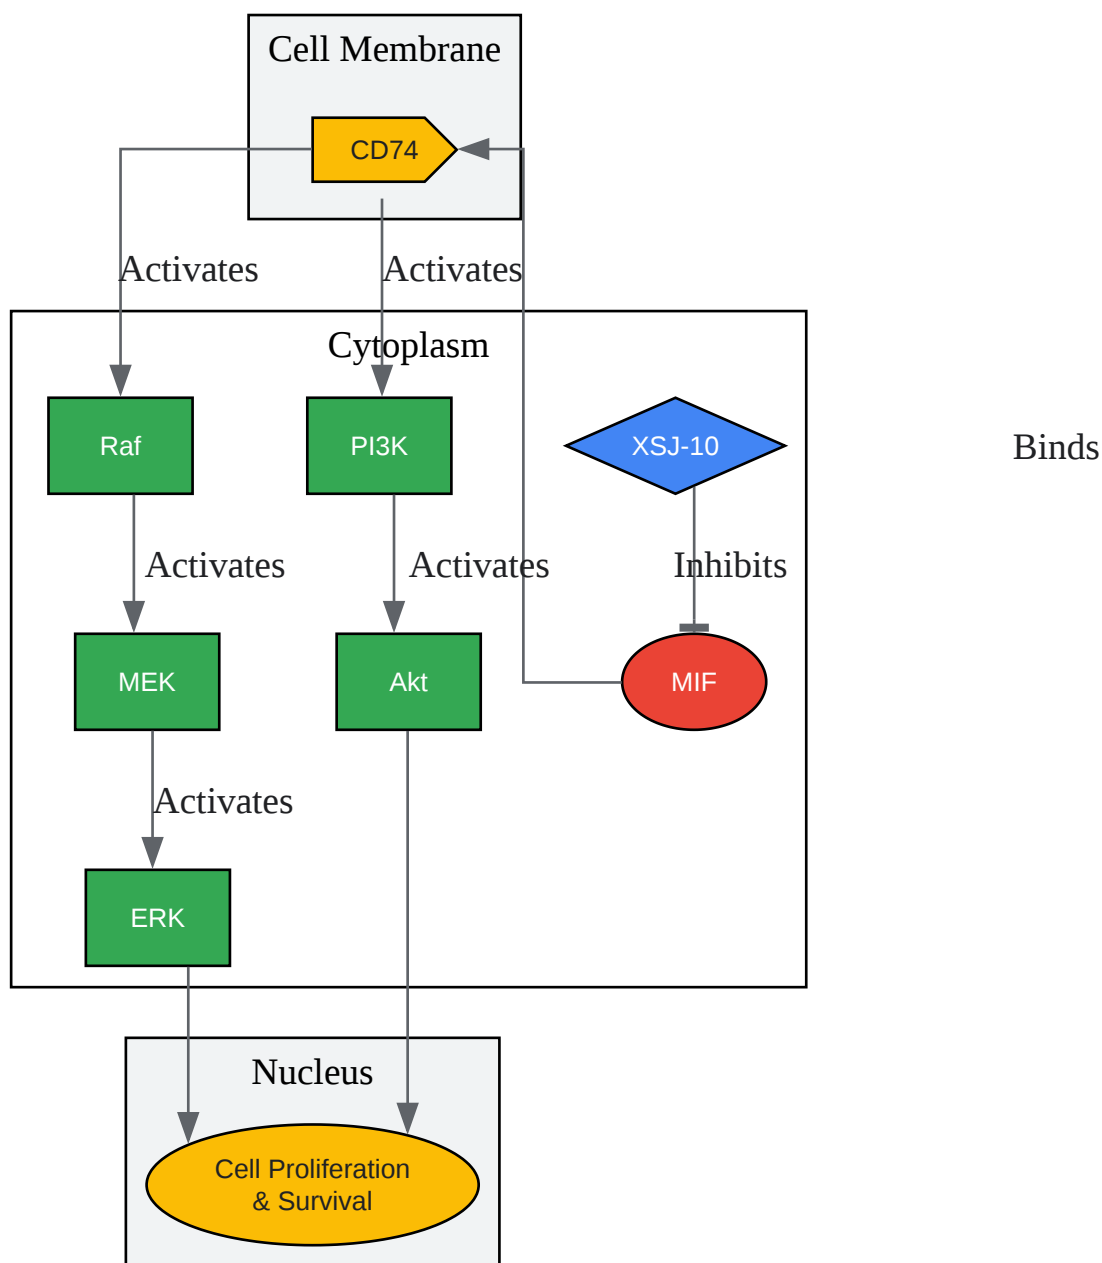 Cell Membrane
CD74
Activates
Activates
Cytoplasm
Raf
PI3K
XSJ-10
Binds
Activates
Activates
Inhibits
MEK
Akt
MIF
Activates
ERK
Nucleus
Cell Proliferation
& Survival